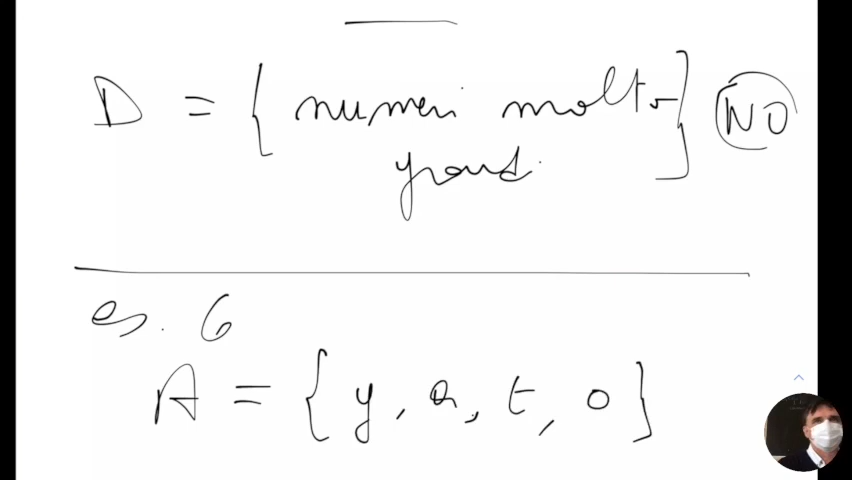 D = { numeri molto
grandi } NO
es. 6
A = { y, a, t, o }